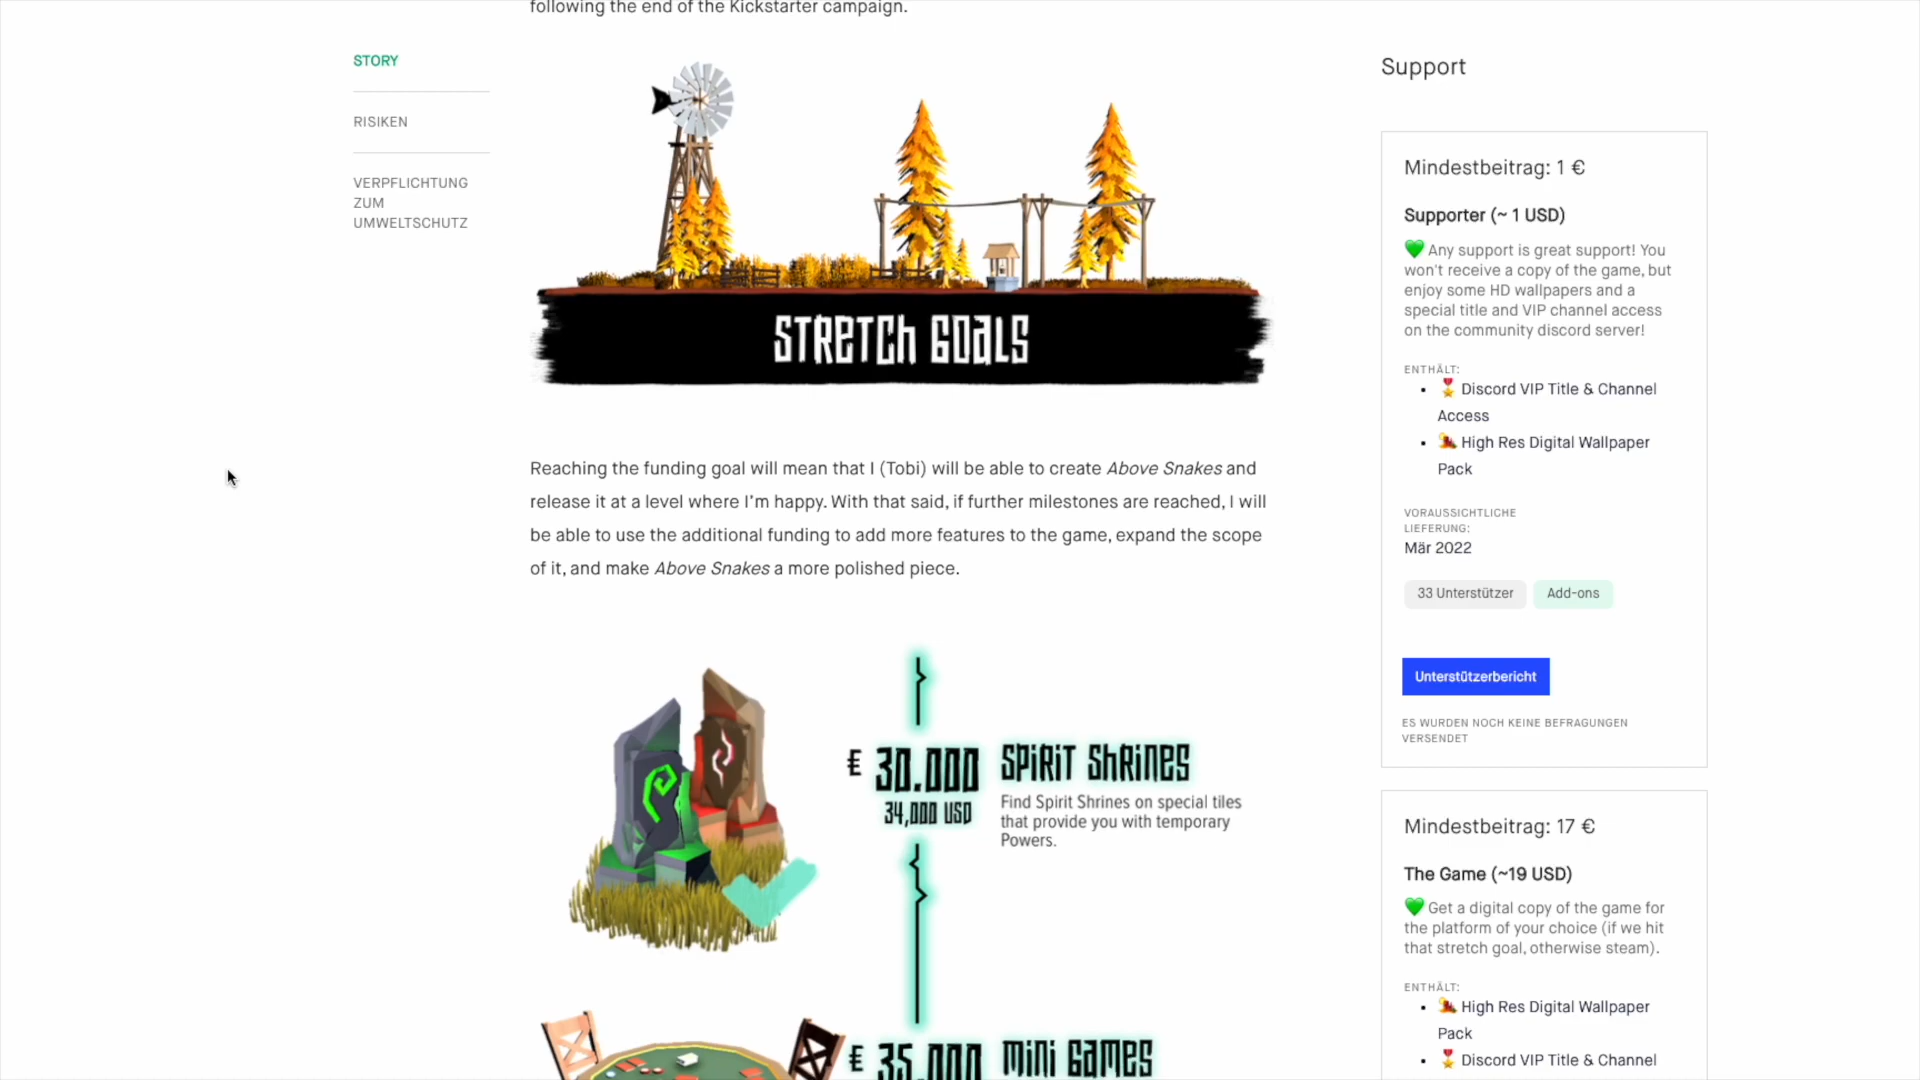 following the end of the Kickstarter campaign.
STORY
RISIKEN
VERPFLICHTUNG
ZUM
UMWELTSCHUTZ
STRETCH GOALS
Reaching the funding goal will mean that I (Tobi) will be able to create Above Snakes and
release it at a level where I'm happy. With that said, if further milestones are reached, I will
be able to use the additional funding to add more features to the game, expand the scope
of it, and make Above Snakes a more polished piece.
€ 30.000
34,000 USD
SPIRIT SHRINES
Find Spirit Shrines on special tiles
that provide you with temporary
Powers.
€ 35.000
MINI GAMES
Support
Mindestbeitrag: 1 €
Supporter (~ 1 USD)
💚 Any support is great support! You
won't receive a copy of the game, but
enjoy some HD wallpapers and a
special title and VIP channel access
on the community discord server!
ENTHÄLT:
• 🎖 Discord VIP Title & Channel
Access
• High Res Digital Wallpaper
Pack
VORAUSSICHTLICHE
LIEFERUNG:
Mär 2022
33 Unterstützer
Add-ons
Unterstützerbericht
ES WURDEN NOCH KEINE BEFRAGUNGEN
VERSENDET
Mindestbeitrag: 17 €
The Game (~19 USD)
💚 Get a digital copy of the game for
the platform of your choice (if we hit
that stretch goal, otherwise steam).
ENTHÄLT:
• High Res Digital Wallpaper
Pack
• 🎖 Discord VIP Title & Channel